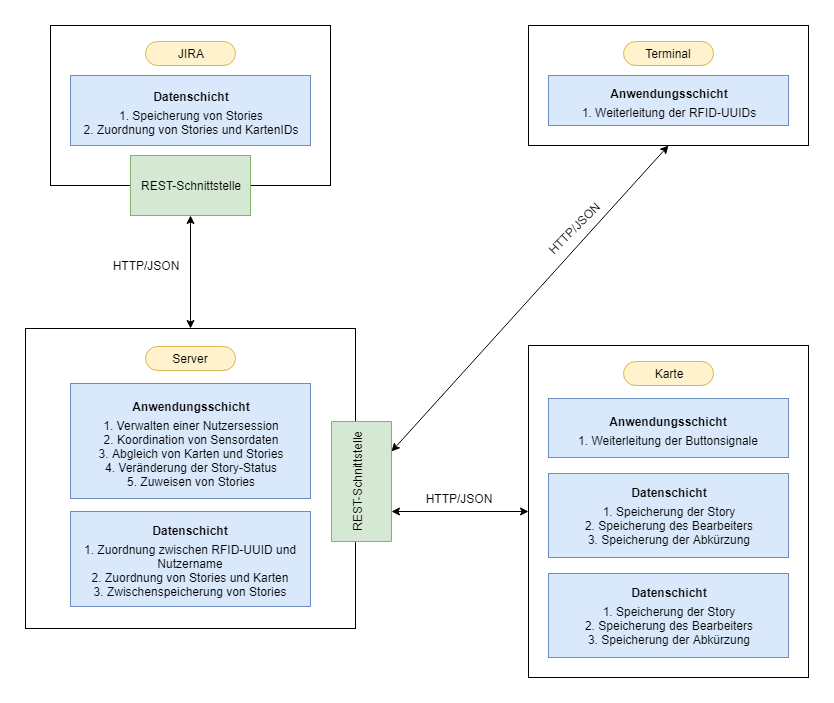 JIRA
Datenschicht
1. Speicherung von Stories
2. Zuordnung von Stories und KartenIDs
REST-Schnittstelle
HTTP/JSON
Terminal
Anwendungsschicht
1. Weiterleitung der RFID-UUIDs
HTTP/JSON
Server
Anwendungsschicht
1. Verwalten einer Nutzersession
2. Koordination von Sensordaten
3. Abgleich von Karten und Stories
4. Veränderung der Story-Status
5. Zuweisen von Stories
Datenschicht
1. Zuordnung zwischen RFID-UUID und
Nutzername
2. Zuordnung von Stories und Karten
3. Zwischenspeicherung von Stories
REST-Schnittstelle
HTTP/JSON
Karte
Anwendungsschicht
1. Weiterleitung der Buttonsignale
Datenschicht
1. Speicherung der Story
2. Speicherung des Bearbeiters
3. Speicherung der Abkürzung
Datenschicht
1. Speicherung der Story
2. Speicherung des Bearbeiters
3. Speicherung der Abkürzung